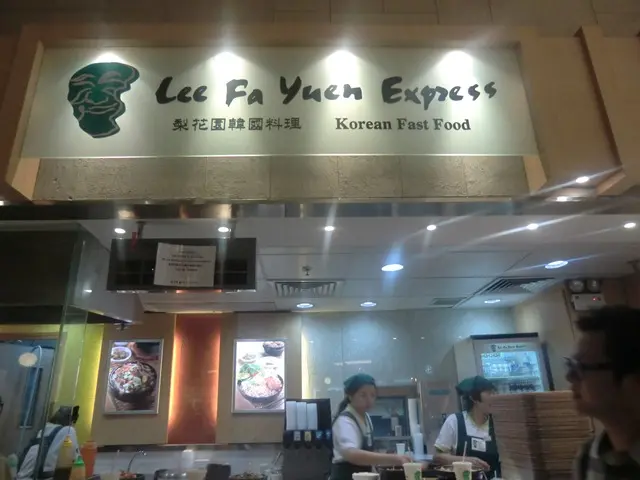 Lee Fa Yuen Express
梨花園韓國料理 Korean Fast Food